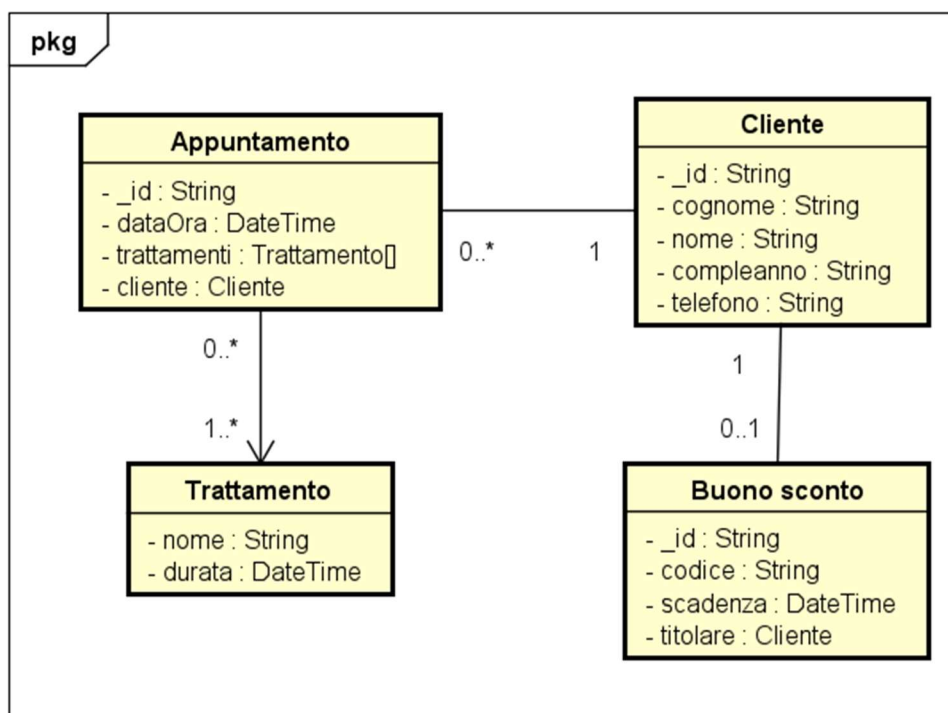 pkg
Appuntamento
- _id : String
- dataOra : DateTime
- trattamenti : Trattamento[]
- cliente : Cliente
0..*
1
Cliente
- _id : String
- cognome : String
- nome : String
- compleanno : String
- telefono : String
0..*
1..*
1
0..1
Trattamento
- nome : String
- durata : DateTime
Buono sconto
- _id : String
- codice : String
- scadenza : DateTime
- titolare : Cliente